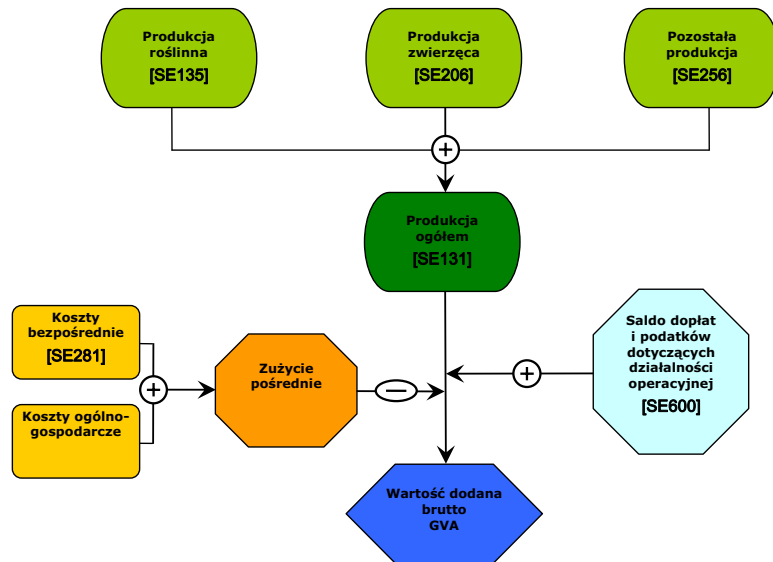 Produkcja
roślinna
[SE135]
Produkcja
zwierzęca
[SE206]
Pozostała
produkcja
[SE256]
+
Produkcja
ogółem
[SE131]
Koszty
bezpośrednie
[SE281]
+
Koszty ogólno-
gospodarcze
Zużycie
pośrednie
—
+
Saldo dopłat
i podatków
dotyczących
działalności
operacyjnej
[SE600]
Wartość dodana
brutto
GVA